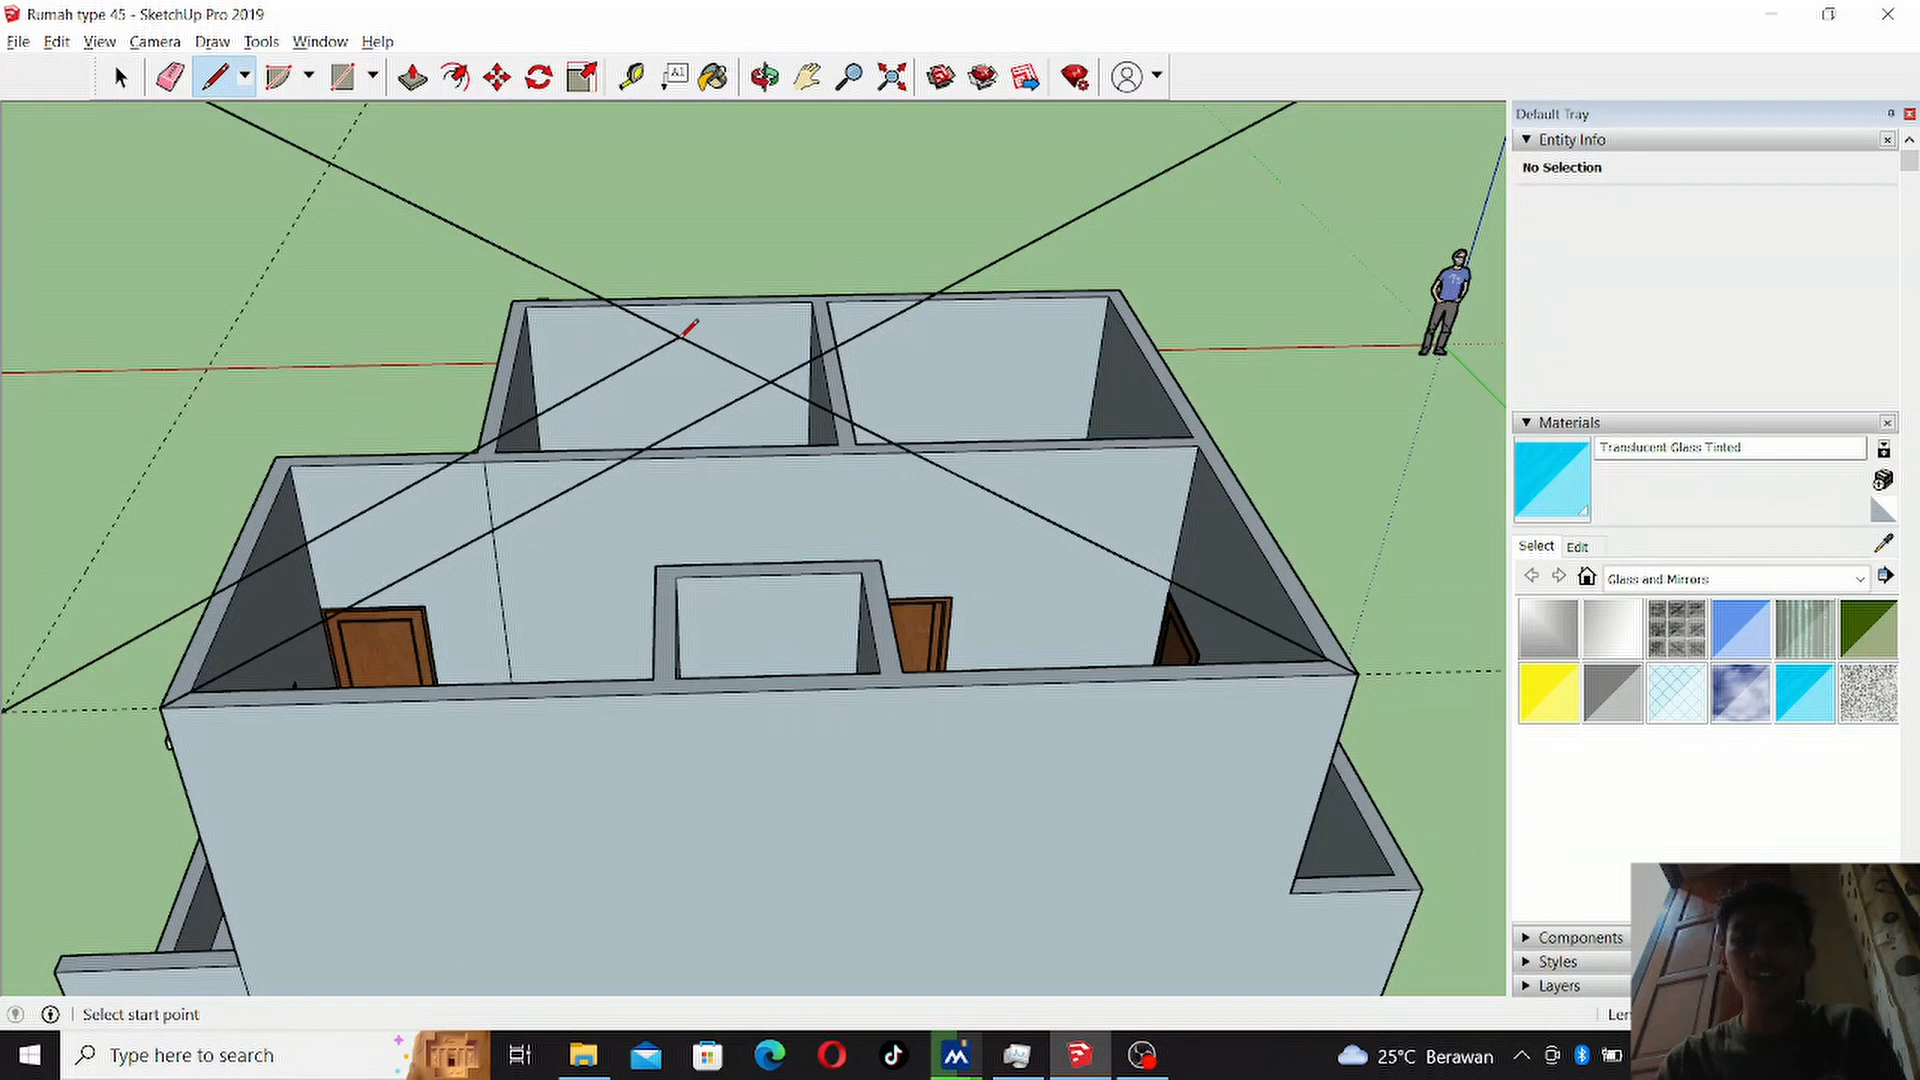 Rumah type 45 - SketchUp Pro 2019
File Edit View Camera Draw Tools Window Help
Default Tray
Entity Info
No Selection
Materials
Translucent Glass Tinted
Select Edit
Glass and Mirrors
Components
Styles
Layers
Select start point
Type here to search
25°C Berawan